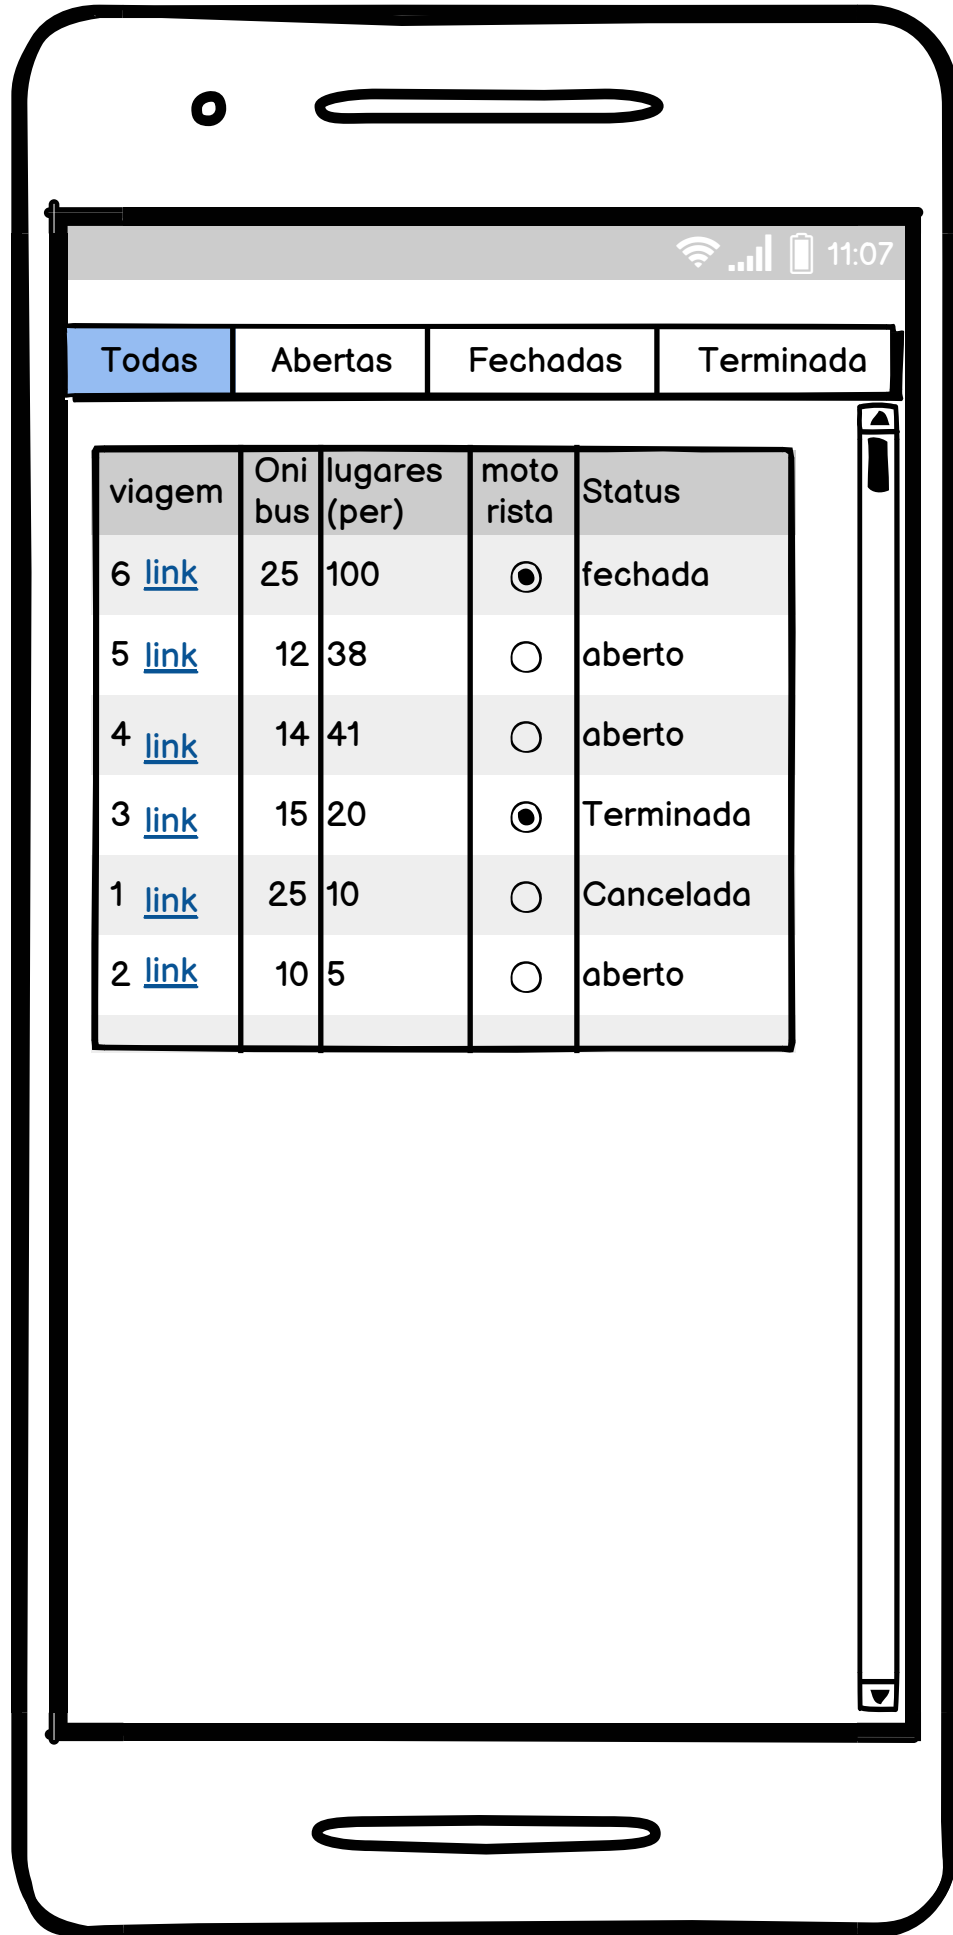 11:07
Todas Abertas Fechadas Terminada
viagem Oni bus lugares (per) moto rista Status
6 link 25 100 fechada
5 link 12 38 aberto
4 link 14 41 aberto
3 link 15 20 Terminada
1 link 25 10 Cancelada
2 link 10 5 aberto